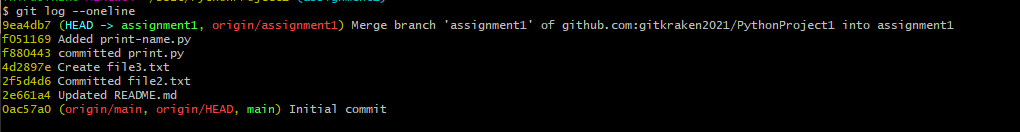 $ git log --oneline
9ea4db7 (HEAD -> assignment1, origin/assignment1) Merge branch 'assignment1' of github.com:gitkraken2021/PythonProject1 into assignment1
f051169 Added print-name.py
f880443 committed print.py
4d2897e Create file3.txt
2f5d4d6 Committed file2.txt
2e661a4 Updated README.md
0ac57a0 (origin/main, origin/HEAD, main) Initial commit